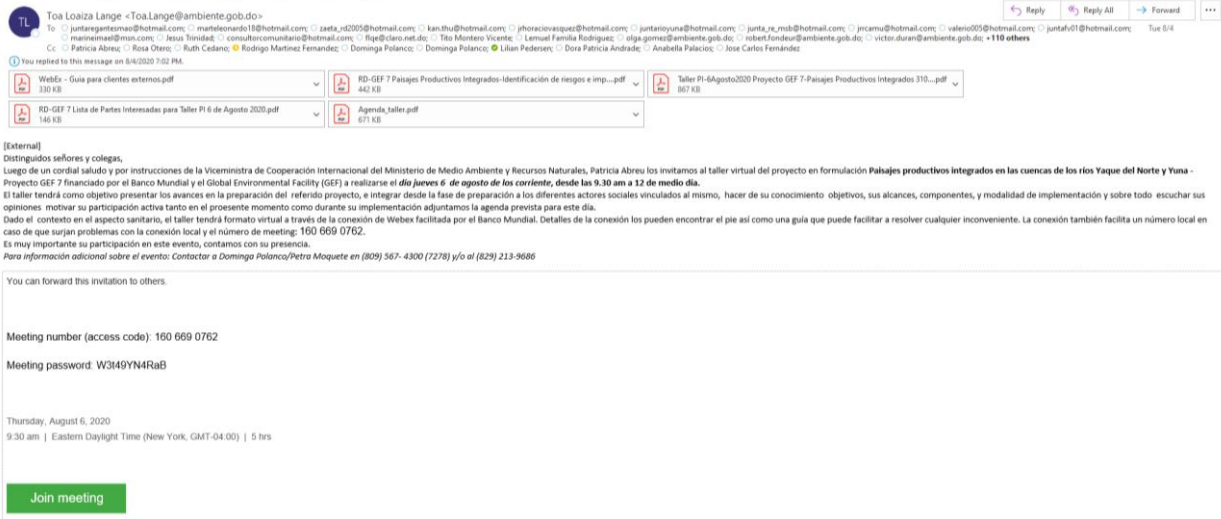 TL
Toa Loaiza Lange <Toa.Lange@ambiente.gob.do>
Reply Reply All Forward ...
To juntaregantesmao@hotmail.com; marteleonardo18@hotmail.com; zaeta_rd2005@hotmail.com; kan.thu@hotmail.com; jrhoraciovasquez@hotmail.com; juntarioyuna@hotmail.com; junta_re_msb@hotmail.com; jrrcamu@hotmail.com; valerio005@hotmail.com; juntafv01@hotmail.com; Tue 8/4
marineimael@msn.com; Jesus Trinidad; consultorcomunitario@hotmail.com; fiqe@claro.net.do; Tito Montero Vicente; Lemuel Familia Rodriguez; olga.gomez@ambiente.gob.do; robert.fondeur@ambiente.gob.do; victor.duran@ambiente.gob.do; +110 others
Cc Patricia Abreu; Rosa Otero; Ruth Cedano; Rodrigo Martinez Fernandez; Dominga Polanco; Dominga Polanco; Lilian Pedersen; Dora Patricia Andrade; Anabella Palacios; Jose Carlos Fernández
You replied to this message on 8/4/2020 7:02 PM.
WebEx - Guia para clientes externos.pdf
330 KB
RD-GEF 7 Paisajes Productivos Integrados-Identificación de riesgos e imp....pdf
442 KB
Taller PI-6Agosto2020 Proyecto GEF 7-Paisajes Productivos Integrados 310....pdf
867 KB
RD-GEF 7 Lista de Partes Interesadas para Taller PI 6 de Agosto 2020.pdf
146 KB
Agenda_taller.pdf
671 KB
[External]
Distinguidos señores y colegas,
Luego de un cordial saludo y por instrucciones de la Viceministra de Cooperación Internacional del Ministerio de Medio Ambiente y Recursos Naturales, Patricia Abreu los invitamos al taller virtual del proyecto en formulación Paisajes productivos integrados en las cuencas de los ríos Yaque del Norte y Yuna -
Proyecto GEF 7 financiado por el Banco Mundial y el Global Environmental Facility (GEF) a realizarse el día jueves 6 de agosto de los corriente, desde las 9.30 am a 12 de medio día.
El taller tendrá como objetivo presentar los avances en la preparación del referido proyecto, e integrar desde la fase de preparación a los diferentes actores sociales vinculados al mismo, hacer de su conocimiento objetivos, sus alcances, componentes, y modalidad de implementación y sobre todo escuchar sus
opiniones motivar su participación activa tanto en el proesente momento como durante su implementación adjuntamos la agenda prevista para este día.
Dado el contexto en el aspecto sanitario, el taller tendrá formato virtual a través de la conexión de Webex facilitada por el Banco Mundial. Detalles de la conexión los pueden encontrar el pie así como una guía que puede facilitar a resolver cualquier inconveniente. La conexión también facilita un número local en
caso de que surjan problemas con la conexión local y el número de meeting: 160 669 0762.
Es muy importante su participación en este evento, contamos con su presencia.
Para información adicional sobre el evento: Contactar a Dominga Polanco/Petra Moquete en (809) 567- 4300 (7278) y/o al (829) 213-9686
You can forward this invitation to others.
Meeting number (access code): 160 669 0762
Meeting password: W3t49YN4RaB
Thursday, August 6, 2020
9:30 am | Eastern Daylight Time (New York, GMT-04:00) | 5 hrs
Join meeting